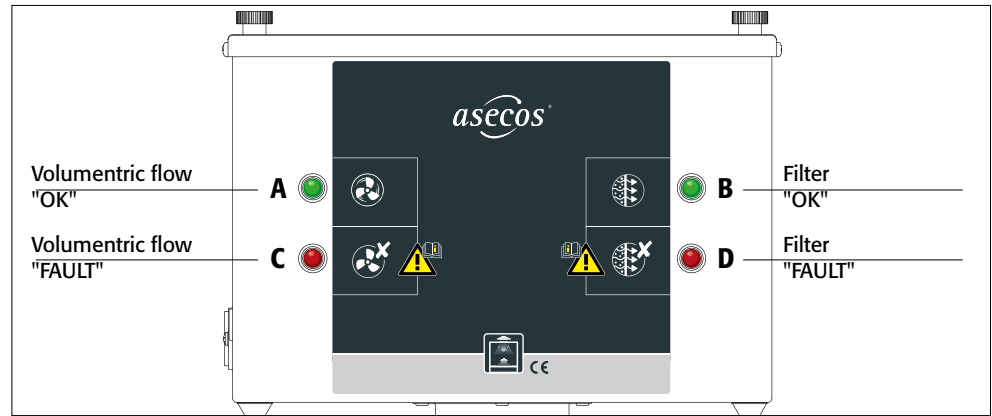 asecos®
Volumentric flow
"OK"
A
B
Filter
"OK"
Volumentric flow
"FAULT"
C
D
Filter
"FAULT"
CE